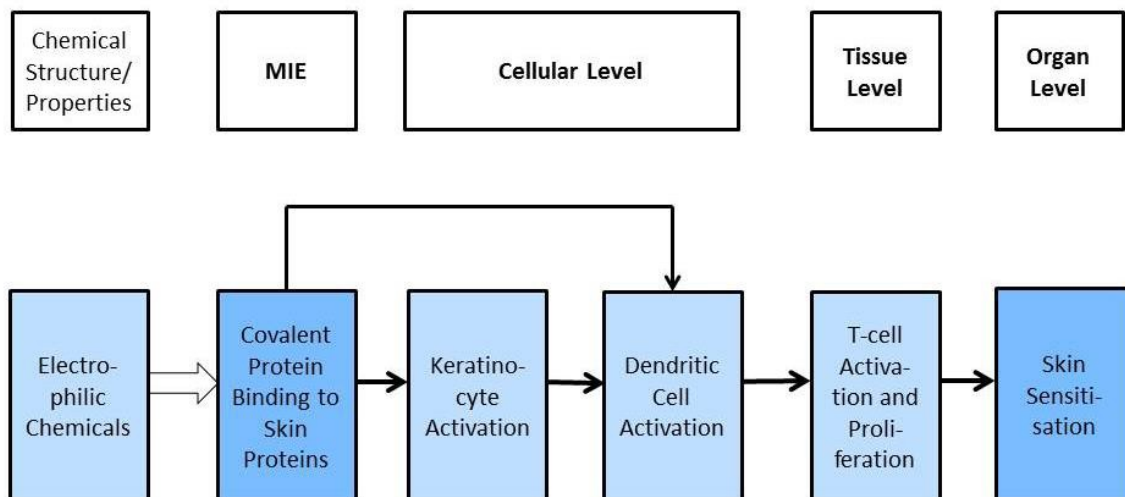 Chemical
Structure/
Properties
MIE
Cellular Level
Tissue
Level
Organ
Level
Electro-
philic
Chemicals
Covalent
Protein
Binding to
Skin
Proteins
Keratino-
cyte
Activation
Dendritic
Cell
Activation
T-cell
Activa-
tion and
Proli-
feration
Skin
Sensiti-
sation